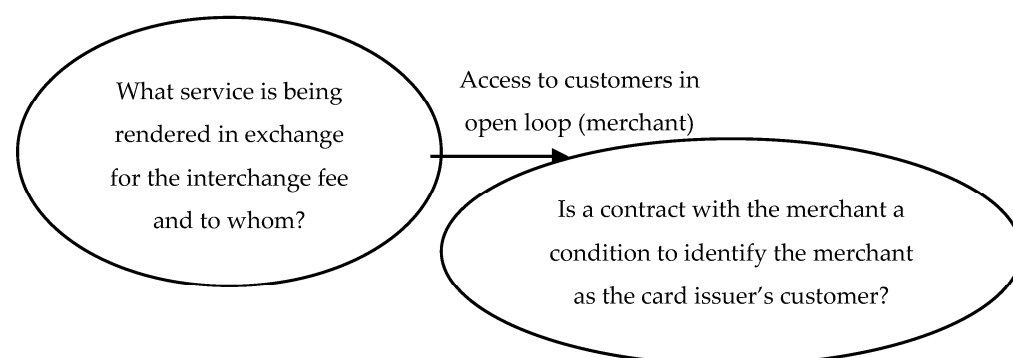 What service is being
rendered in exchange
for the interchange fee
and to whom?
Access to customers in
open loop (merchant)
Is a contract with the merchant a
condition to identify the merchant
as the card issuer’s customer?